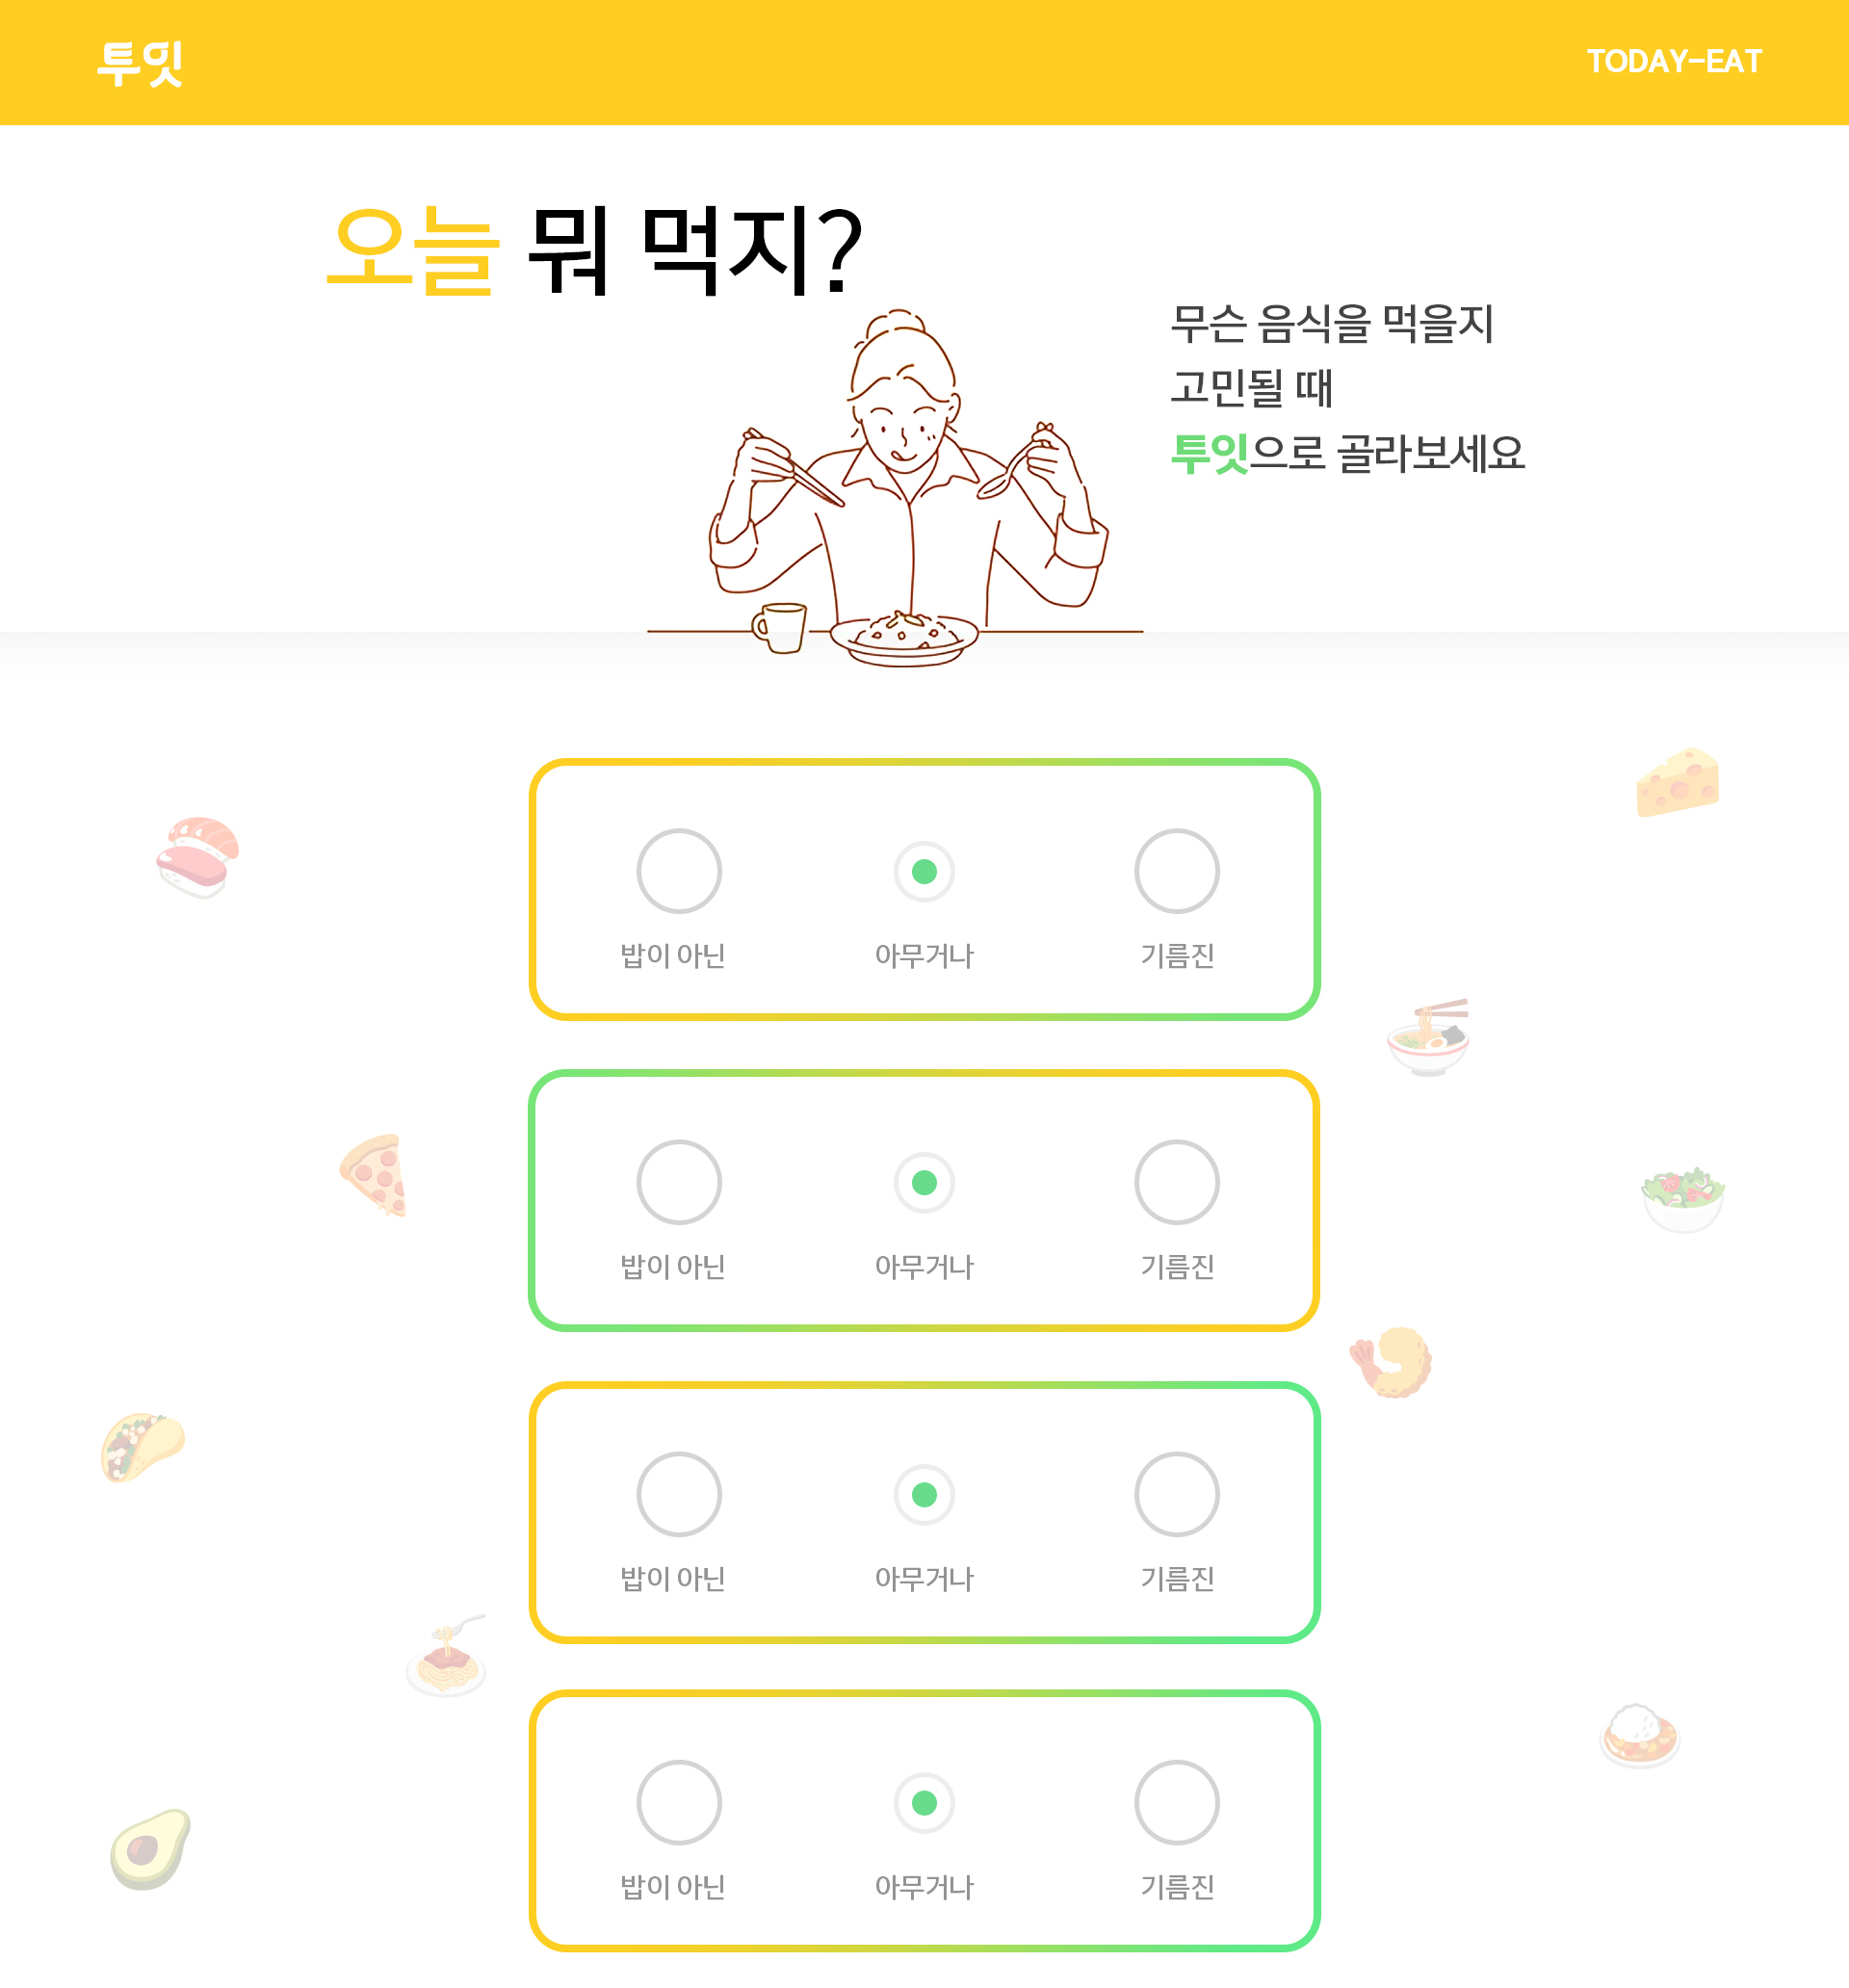 투잇
TODAY-EAT
오늘 뭐 먹지?
무슨 음식을 먹을지
고민될 때
투잇으로 골라보세요
밥이 아닌 아무거나 기름진
밥이 아닌 아무거나 기름진
밥이 아닌 아무거나 기름진
밥이 아닌 아무거나 기름진